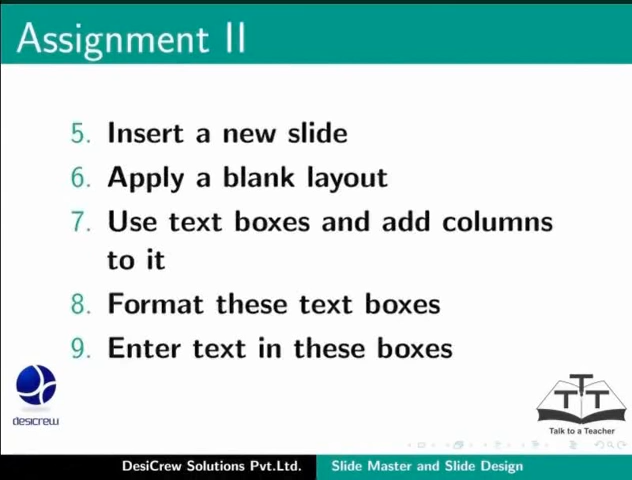 Assignment II
5. Insert a new slide
6. Apply a blank layout
7. Use text boxes and add columns
to it
8. Format these text boxes
9. Enter text in these boxes
desicrew
TTT
Talk to a Teacher
DesiCrew Solutions Pvt.Ltd. Slide Master and Slide Design